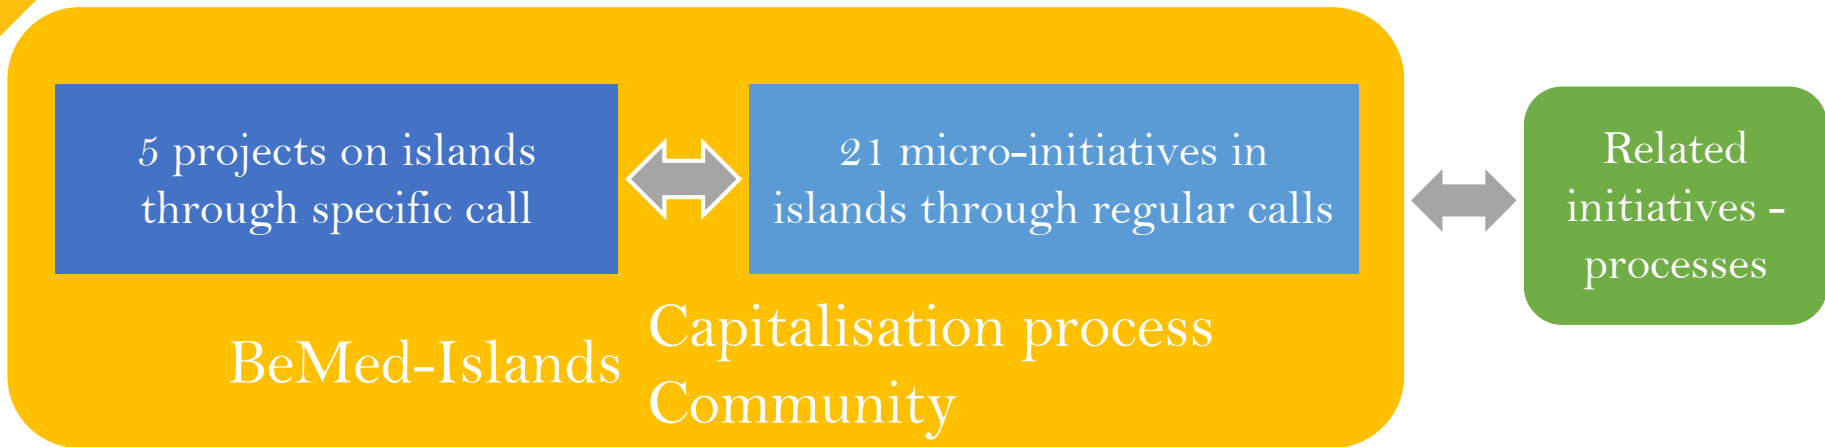 5 projects on islands
through specific call
21 micro-initiatives in
islands through regular calls
Related
initiatives -
processes
BeMed-Islands
Capitalisation process
Community